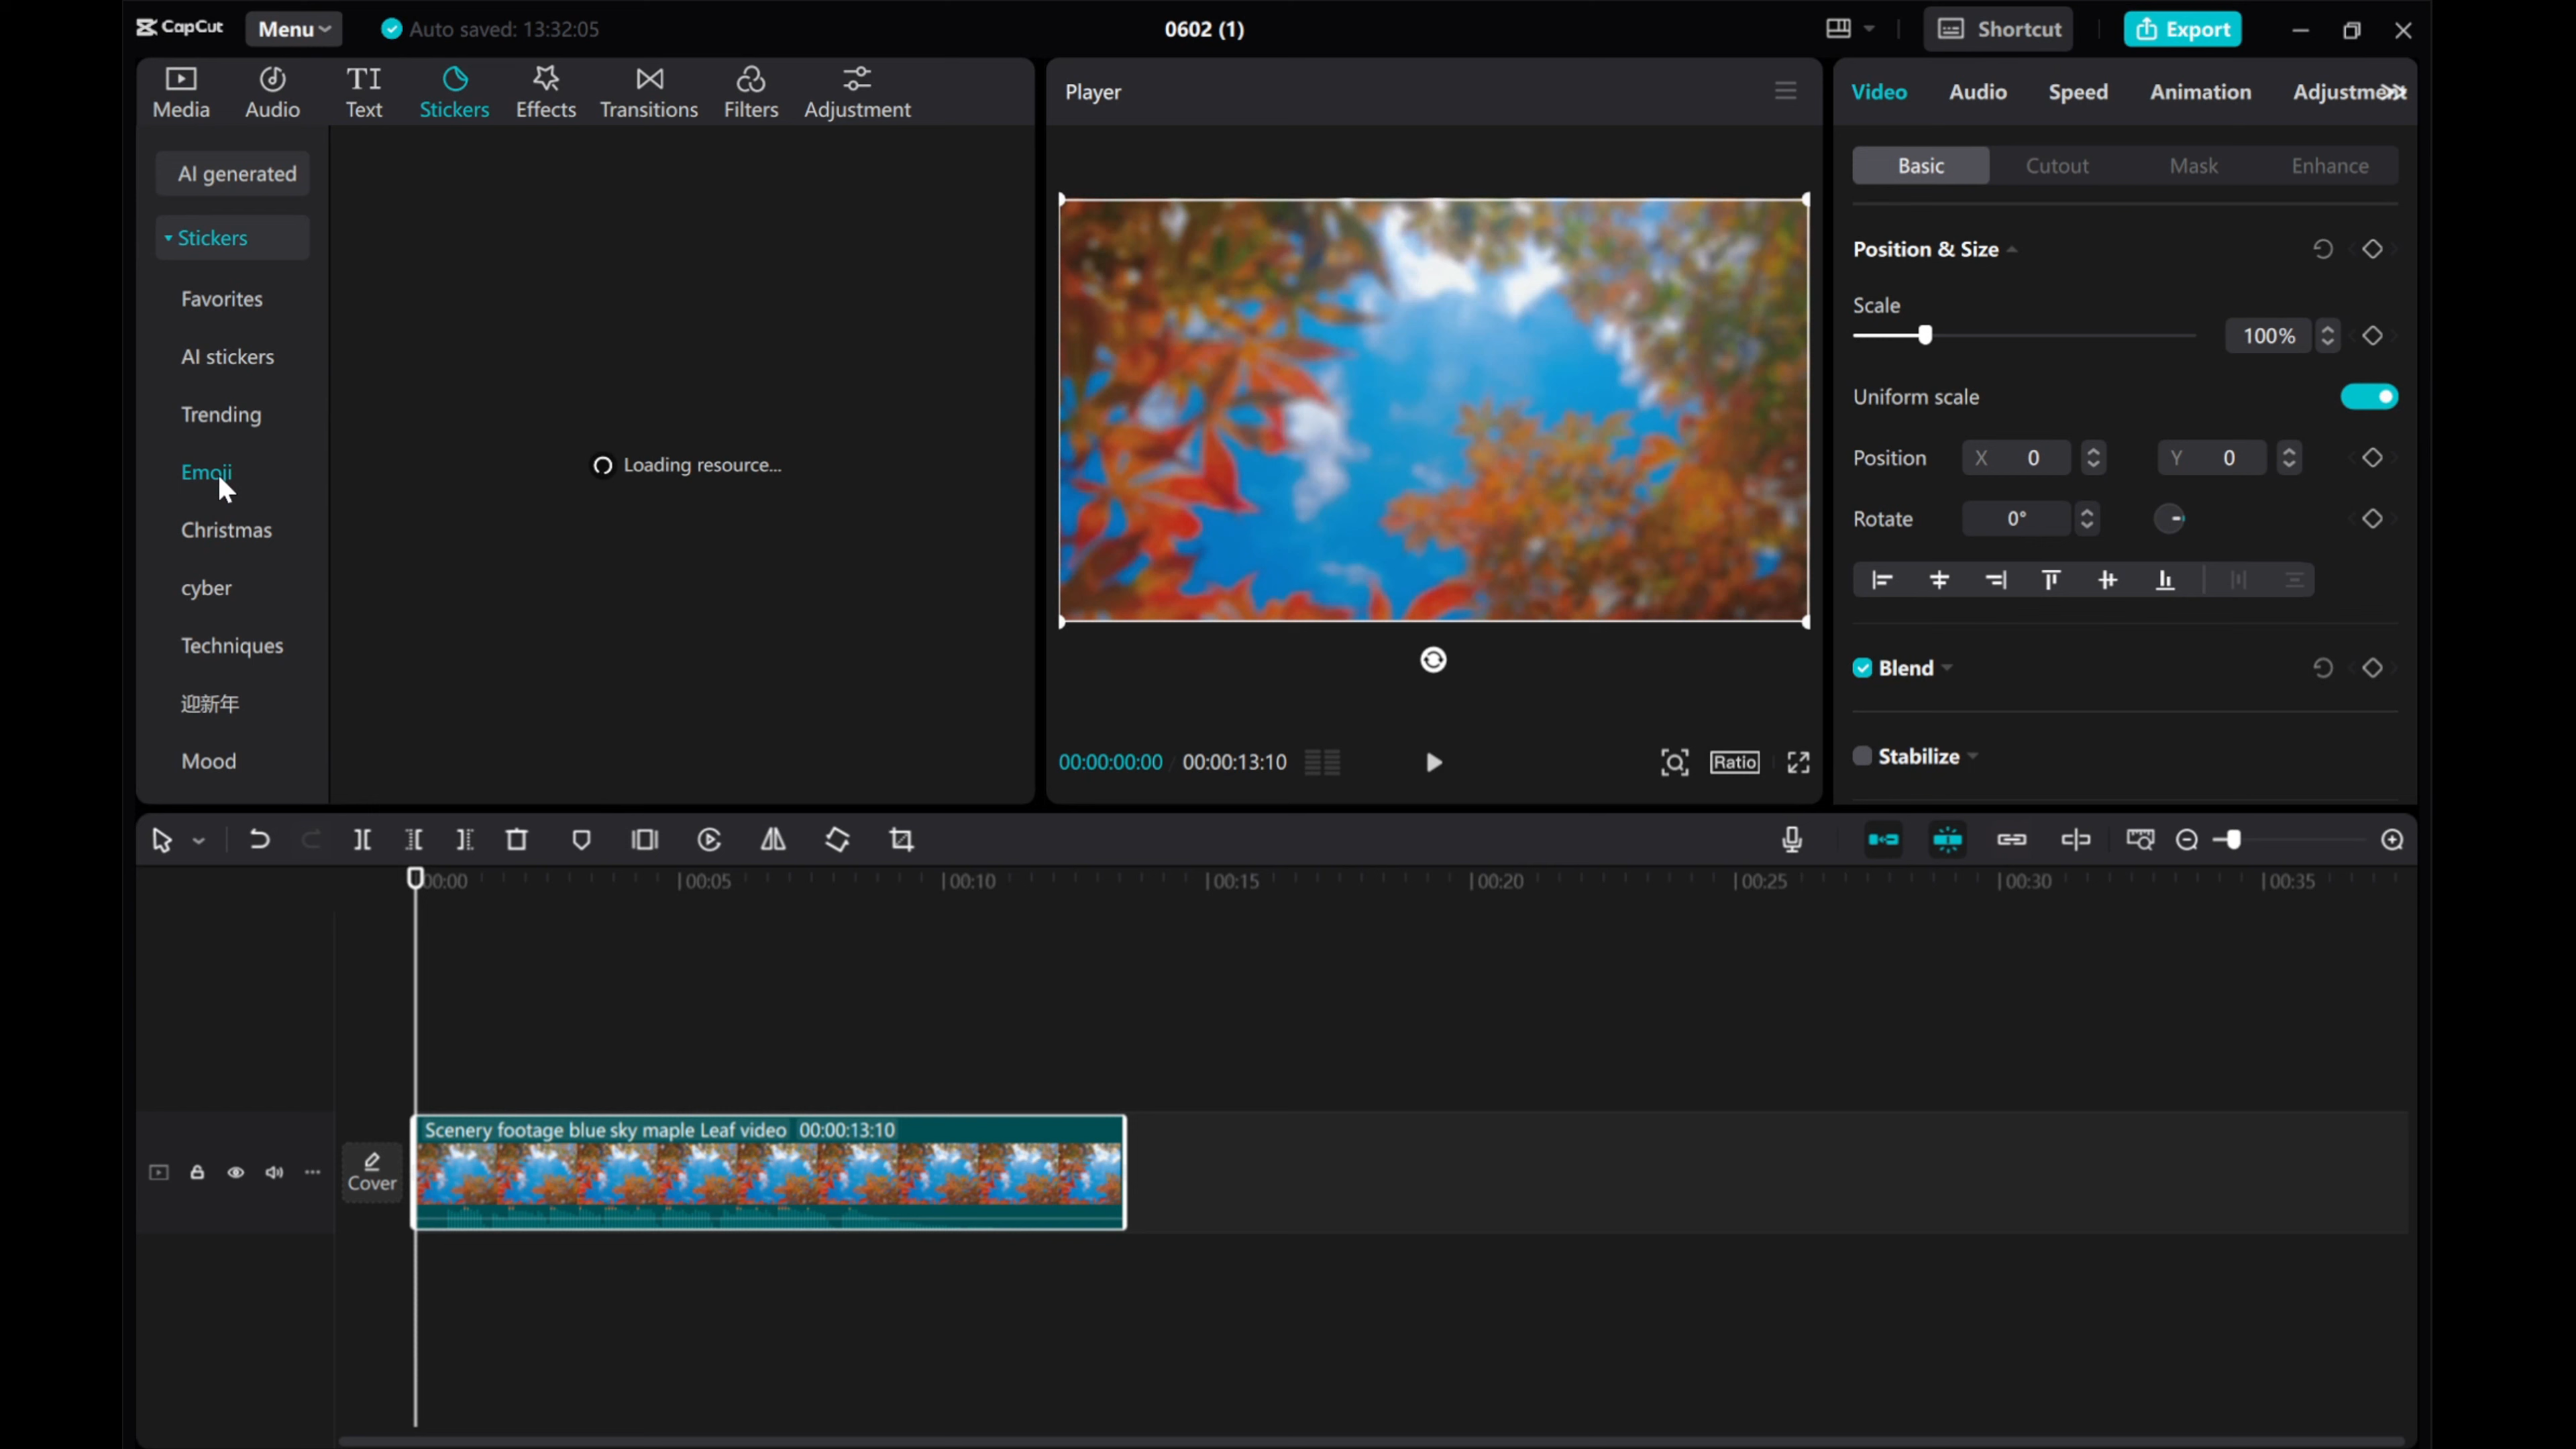 CapCut Menu Auto saved: 13:32:05 0602 (1) Shortcut Export
Media Audio Text Stickers Effects Transitions Filters Adjustment
AI generated
Stickers
Favorites
AI stickers
Trending
Emoji
Christmas
cyber
Techniques
迎新年
Mood
Loading resource...
Player
00:00:00:00 00:00:13:10 Ratio
Video Audio Speed Animation Adjustment
Basic Cutout Mask Enhance
Position & Size
Scale
100%
Uniform scale
Position X 0 Y 0
Rotate 0°
Blend
Stabilize
00:00 00:05 00:10 00:15 00:20 00:25 00:30 00:35
Scenery footage blue sky maple Leaf video 00:00:13:10
Cover